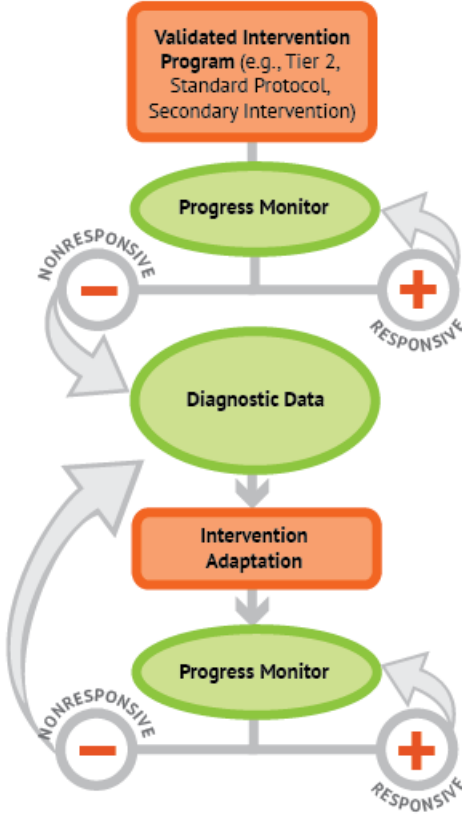 Validated Intervention
Program (e.g., Tier 2,
Standard Protocol,
Secondary Intervention)
Progress Monitor
NONRESPONSIVE
−
+
RESPONSIVE
Diagnostic Data
Intervention
Adaptation
Progress Monitor
NONRESPONSIVE
−
+
RESPONSIVE